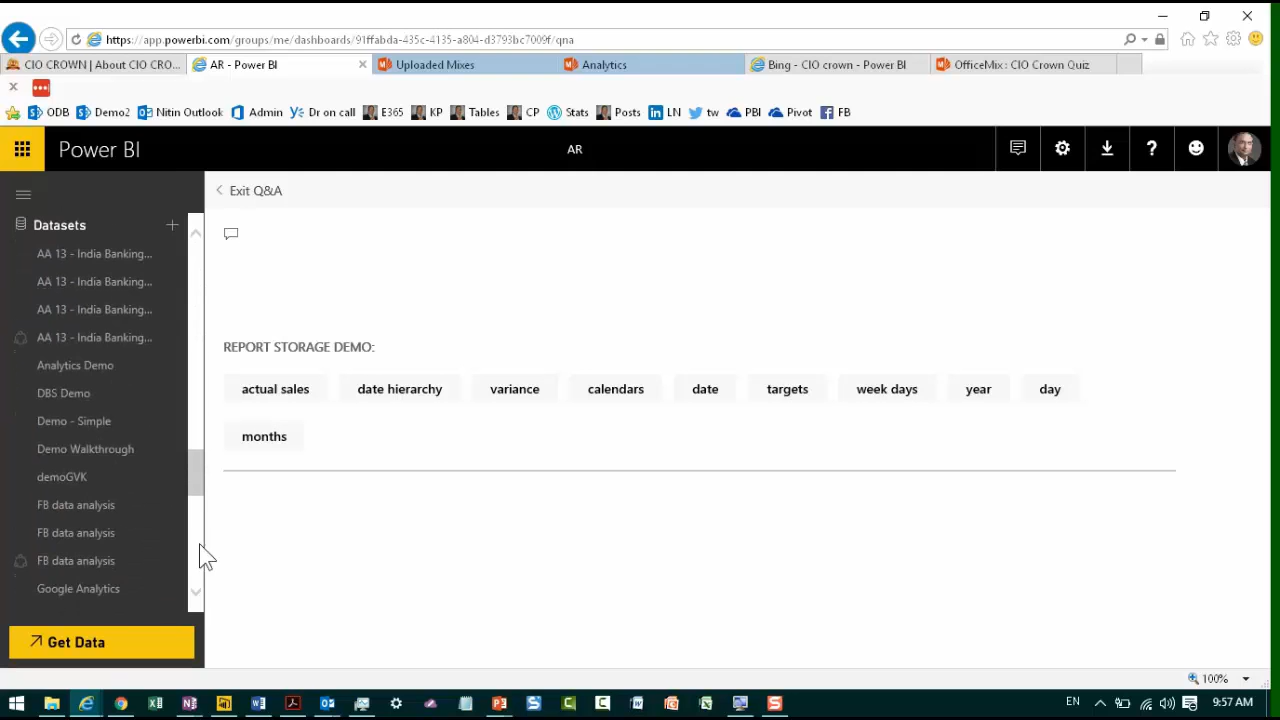 https://app.powerbi.com/groups/me/dashboards/91ffabda-435c-4135-a804-d3793bc7009f/qna
CIO CROWN | About CIO CRO... AR - Power BI Uploaded Mixes Analytics Bing - CIO crown - Power BI OfficeMix : CIO Crown Quiz
ODB Demo2 Nitin Outlook Admin Dr on call E365 KP Tables CP Stats Posts LN tw PBI Pivot FB
Power BI AR
Exit Q&A
Datasets
AA 13 - India Banking...
AA 13 - India Banking...
AA 13 - India Banking...
AA 13 - India Banking...
Analytics Demo
DBS Demo
Demo - Simple
Demo Walkthrough
demoGVK
FB data analysis
FB data analysis
FB data analysis
Google Analytics
Get Data
REPORT STORAGE DEMO:
actual sales date hierarchy variance calendars date targets week days year day
months
100%
EN 9:57 AM